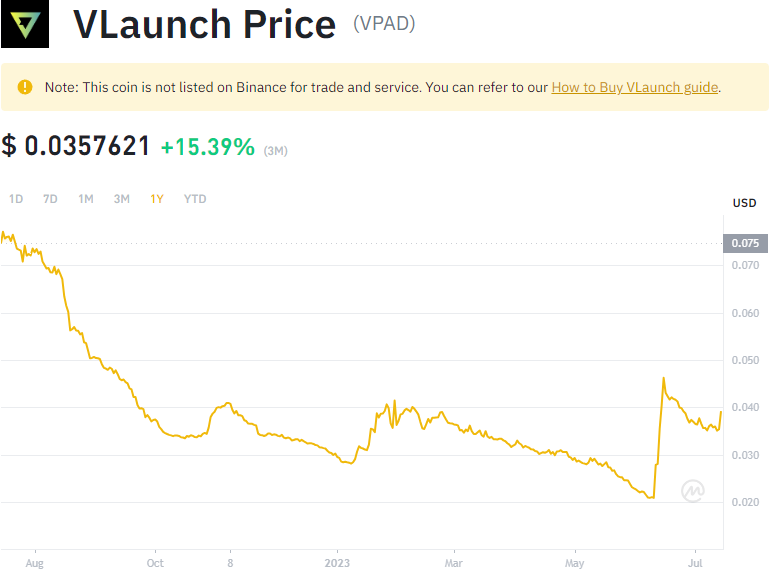 VLaunch Price (VPAD)
Note: This coin is not listed on Binance for trade and service. You can refer to our How to Buy VLaunch guide.
$ 0.0357621 +15.39% (3M)
1D 7D 1M 3M 1Y YTD
USD
0.075
0.070
0.060
0.050
0.040
0.030
0.020
Aug Oct 8 2023 Mar May Jul